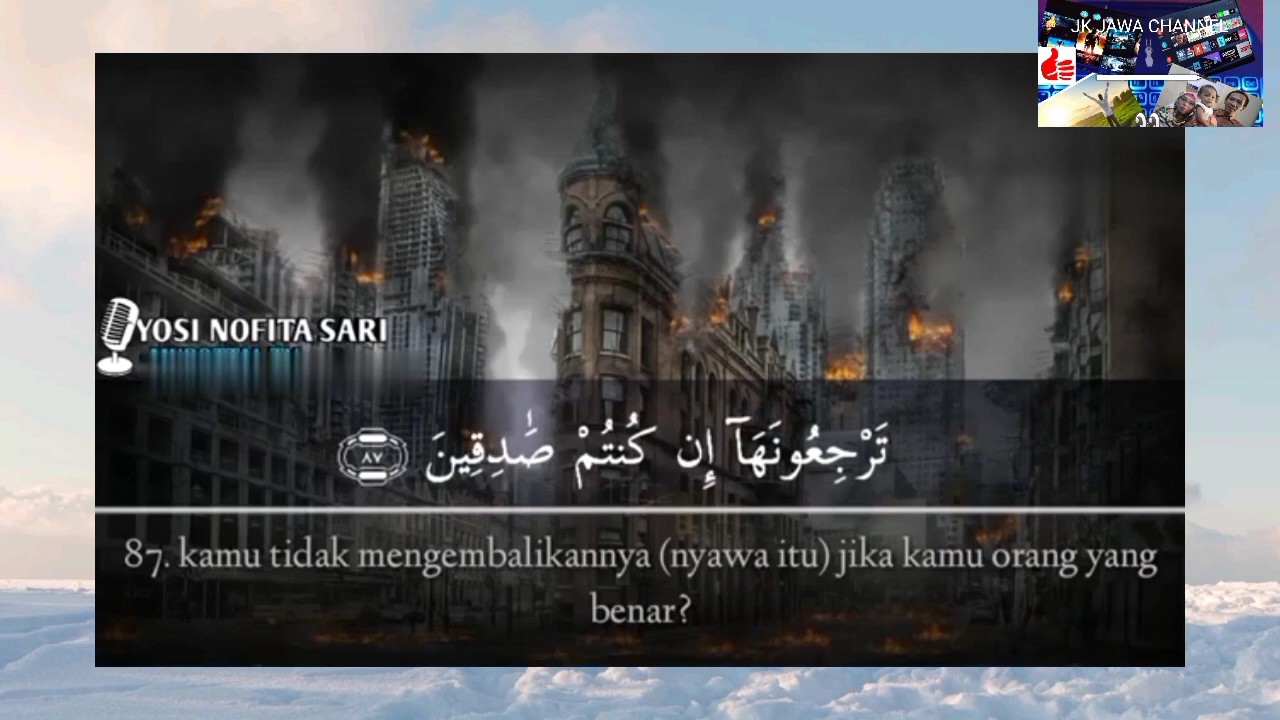 JK JAWA CHANNEL
YOSI NOFITA SARI
تَرْجِعُونَهَآ إِن كُنتُمْ صَٰدِقِينَ ٨٧
87. kamu tidak mengembalikannya (nyawa itu) jika kamu orang yang
benar?